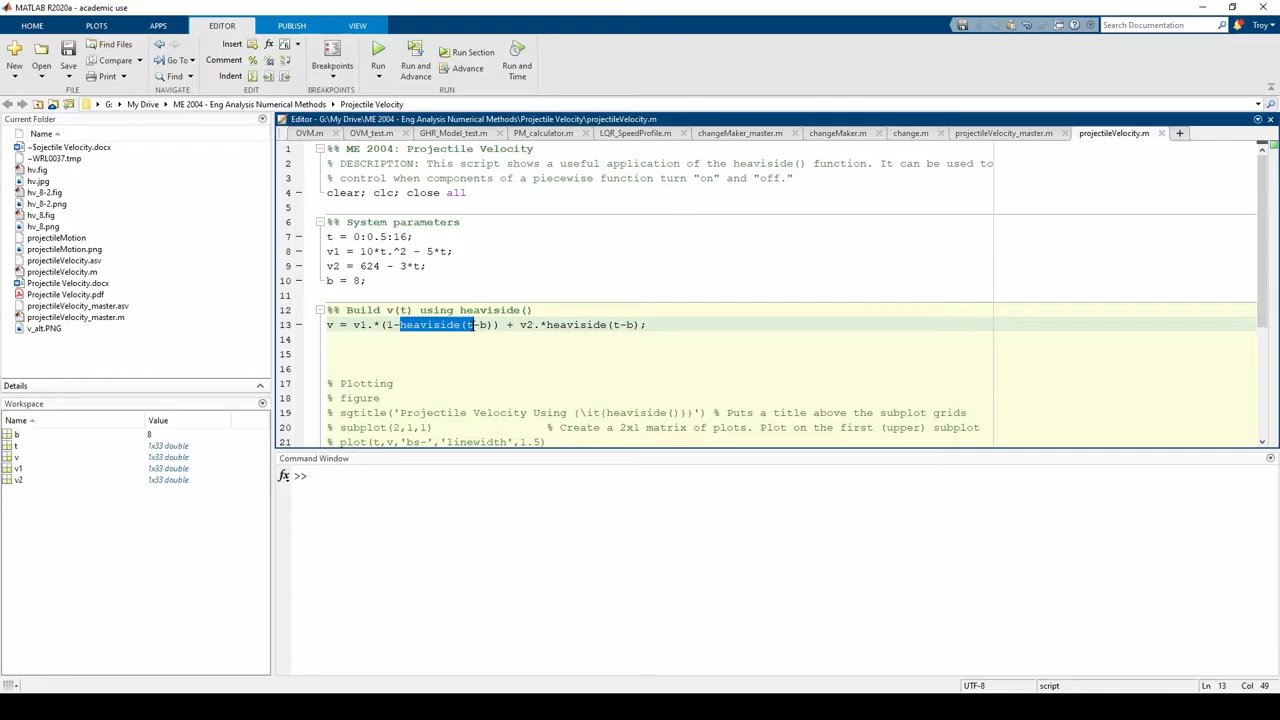 MATLAB R2020a - academic use
HOME PLOTS APPS EDITOR PUBLISH VIEW
Search Documentation
Troy
New Open Save
Find Files
Compare
Print
FILE
Go To
Find
NAVIGATE
Insert
Comment
Indent
EDIT
Breakpoints
BREAKPOINTS
Run
Run and Advance
Run Section
Advance
Run and Time
RUN
G: My Drive ME 2004 - Eng Analysis Numerical Methods Projectile Velocity
Current Folder
Name
~$ojectile Velocity.docx
~WRL0037.tmp
hv.fig
hv.jpg
hv_8-2.fig
hv_8-2.png
hv_8.fig
hv_8.png
projectileMotion
projectileMotion.png
projectileVelocity.asv
projectileVelocity.m
Projectile Velocity.docx
Projectile Velocity.pdf
projectileVelocity_master.asv
projectileVelocity_master.m
v_alt.PNG
Details
Workspace
Name Value
b 8
t 1x33 double
v 1x33 double
v1 1x33 double
v2 1x33 double
Editor - G:\My Drive\ME 2004 - Eng Analysis Numerical Methods\Projectile Velocity\projectileVelocity.m
OVM.m OVM_test.m GHR_Model_test.m PM_calculator.m LQR_SpeedProfile.m changeMaker_master.m changeMaker.m change.m projectileVelocity_master.m projectileVelocity.m
1 %% ME 2004: Projectile Velocity
2 % DESCRIPTION: This script shows a useful application of the heaviside() function. It can be used to
3 % control when components of a piecewise function turn "on" and "off."
4 clear; clc; close all
5
6 %% System parameters
7 t = 0:0.5:16;
8 v1 = 10*t.^2 - 5*t;
9 v2 = 624 - 3*t;
10 b = 8;
11
12 %% Build v(t) using heaviside()
13 v = v1.*(1-heaviside(t-b)) + v2.*heaviside(t-b);
14
15
16
17 % Plotting
18 % figure
19 % sgtitle('Projectile Velocity Using {\it{heaviside()}}') % Puts a title above the subplot grids
20 % subplot(2,1,1) % Create a 2x1 matrix of plots. Plot on the first (upper) subplot
21 % plot(t,v,'bs-','linewidth',1.5)
Command Window
fx >>
UTF-8 script Ln 13 Col 49